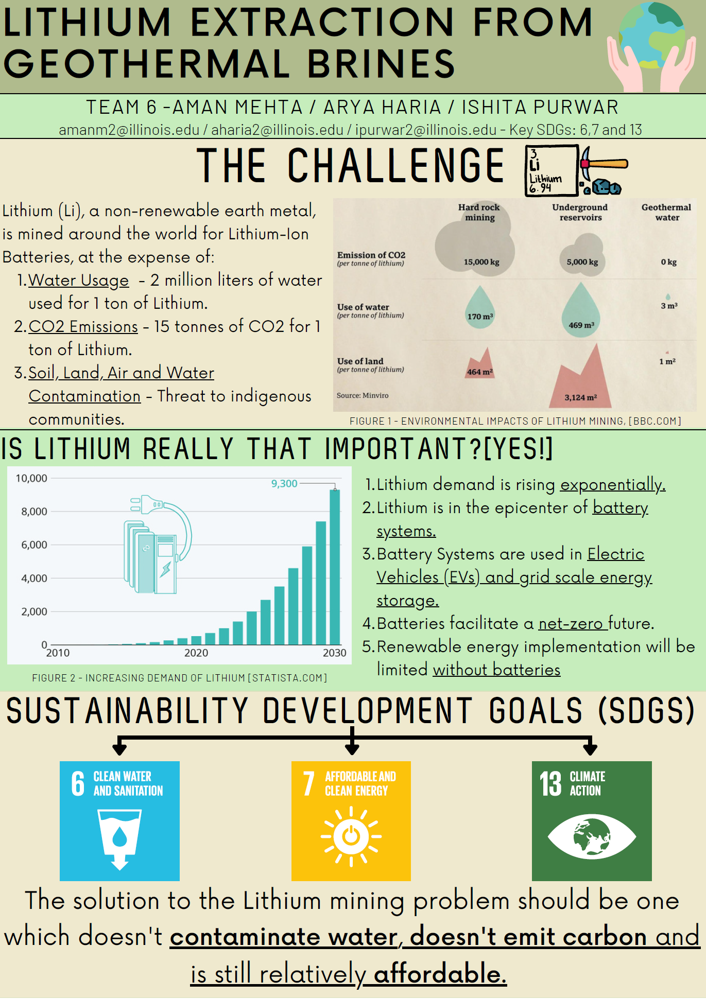 LITHIUM EXTRACTION FROM
GEOTHERMAL BRINES
TEAM 6 -AMAN MEHTA / ARYA HARIA / ISHITA PURWAR
amanm2@illinois.edu / aharia2@illinois.edu / ipurwar2@illinois.edu - Key SDGs: 6,7 and 13
THE CHALLENGE
3
Li
Lithium
6.94
Lithium (Li), a non-renewable earth metal,
is mined around the world for Lithium-Ion
Batteries, at the expense of:
1. Water Usage - 2 million liters of water
used for 1 ton of Lithium.
2. CO2 Emissions - 15 tonnes of CO2 for 1
ton of Lithium.
3. Soil, Land, Air and Water
Contamination - Threat to indigenous
communities.
Hard rock
mining
Underground
reservoirs
Geothermal
water
Emission of CO2
(per tonne of lithium)
15,000 kg
5,000 kg
0 kg
Use of water
(per tonne of lithium)
170 m³
469 m³
3 m³
Use of land
(per tonne of lithium)
464 m²
3,124 m²
1 m²
Source: Minviro
FIGURE 1 - ENVIRONMENTAL IMPACTS OF LITHIUM MINING, [BBC.COM]
IS LITHIUM REALLY THAT IMPORTANT?[YES!]
10,000
8,000
6,000
4,000
2,000
0
9,300
2010
2020
2030
FIGURE 2 - INCREASING DEMAND OF LITHIUM [STATISTA.COM]
1. Lithium demand is rising exponentially.
2. Lithium is in the epicenter of battery
systems.
3. Battery Systems are used in Electric
Vehicles (EVs) and grid scale energy
storage.
4. Batteries facilitate a net-zero future.
5. Renewable energy implementation will be
limited without batteries
SUSTAINABILITY DEVELOPMENT GOALS (SDGS)
6 CLEAN WATER
AND SANITATION
7 AFFORDABLE AND
CLEAN ENERGY
13 CLIMATE
ACTION
The solution to the Lithium mining problem should be one
which doesn't contaminate water, doesn't emit carbon and
is still relatively affordable.